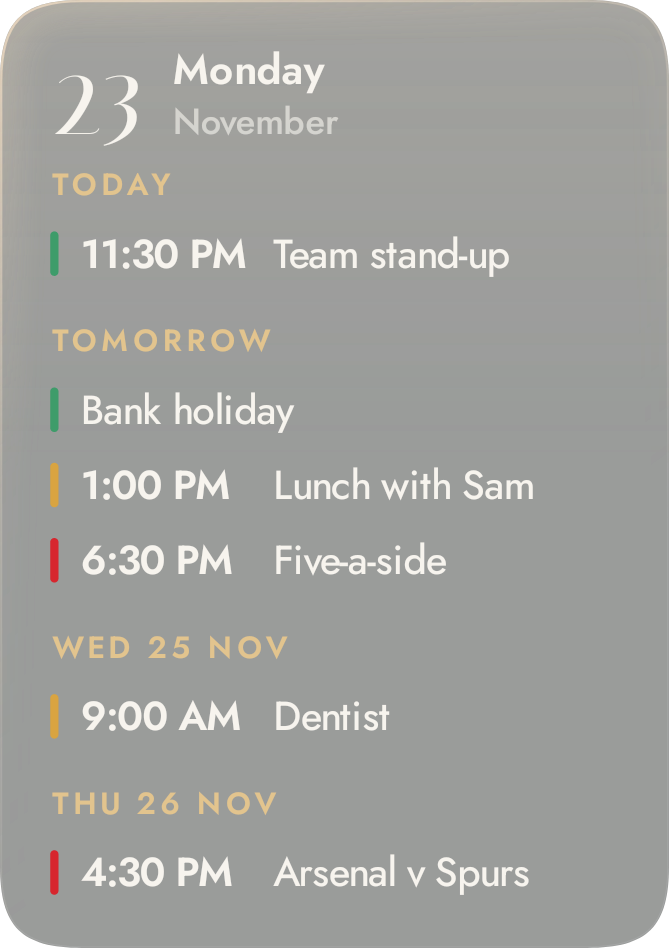 23 Monday
November
TODAY
11:30 PM Team stand-up
TOMORROW
Bank holiday
1:00 PM Lunch with Sam
6:30 PM Five-a-side
WED 25 NOV
9:00 AM Dentist
THU 26 NOV
4:30 PM Arsenal v Spurs